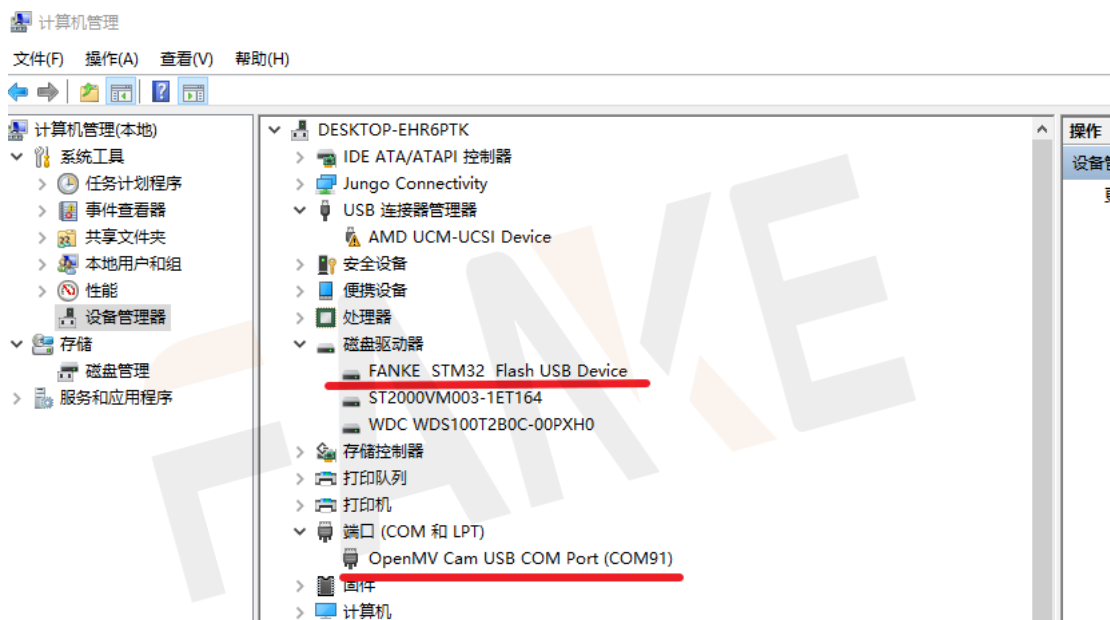 计算机管理
文件(F) 操作(A) 查看(V) 帮助(H)
计算机管理(本地)
系统工具
任务计划程序
事件查看器
共享文件夹
本地用户和组
性能
设备管理器
存储
磁盘管理
服务和应用程序
DESKTOP-EHR6PTK
IDE ATA/ATAPI 控制器
Jungo Connectivity
USB 连接器管理器
AMD UCM-UCSI Device
安全设备
便携设备
处理器
磁盘驱动器
FANKE STM32 Flash USB Device
ST2000VM003-1ET164
WDC WDS100T2B0C-00PXH0
存储控制器
打印队列
打印机
端口 (COM 和 LPT)
OpenMV Cam USB COM Port (COM91)
固件
计算机
操作
设备
FANKE